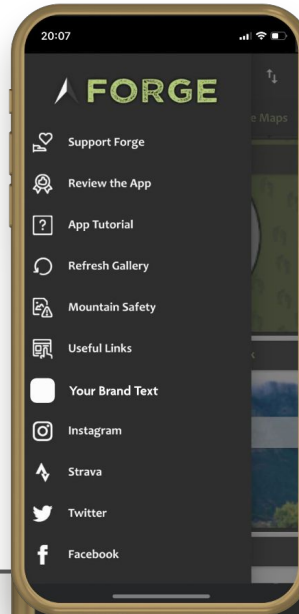 20:07
FORGE
Support Forge
Review the App
App Tutorial
Refresh Gallery
Mountain Safety
Useful Links
Your Brand Text
Instagram
Strava
Twitter
Facebook
Maps